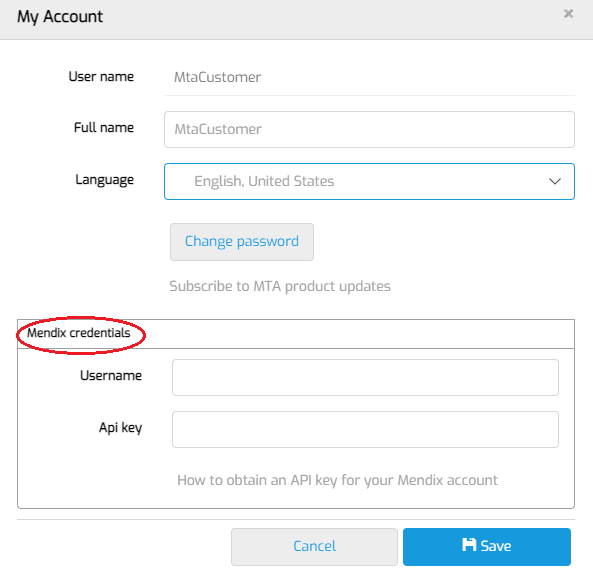 My Account ×
User name MtaCustomer
Full name MtaCustomer
Language English, United States
Change password
Subscribe to MTA product updates
Mendix credentials
Username
Api key
How to obtain an API key for your Mendix account
Cancel Save